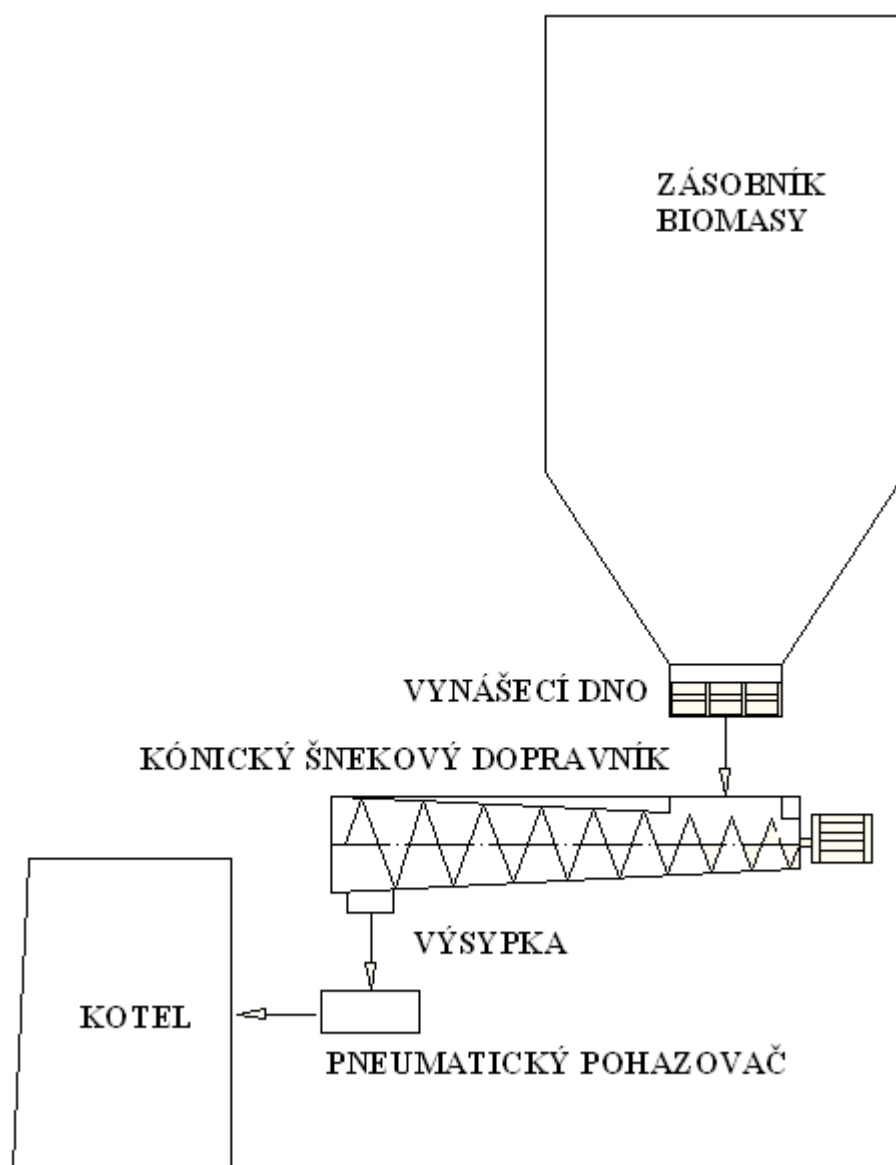 ZÁSOBNÍK
BIOMASY
VYNÁŠECÍ DNO
KÓNICKÝ ŠNEKOVÝ DOPRAVNÍK
VÝSYPKA
KOTEL
PNEUMATICKÝ POHAZOVAČ